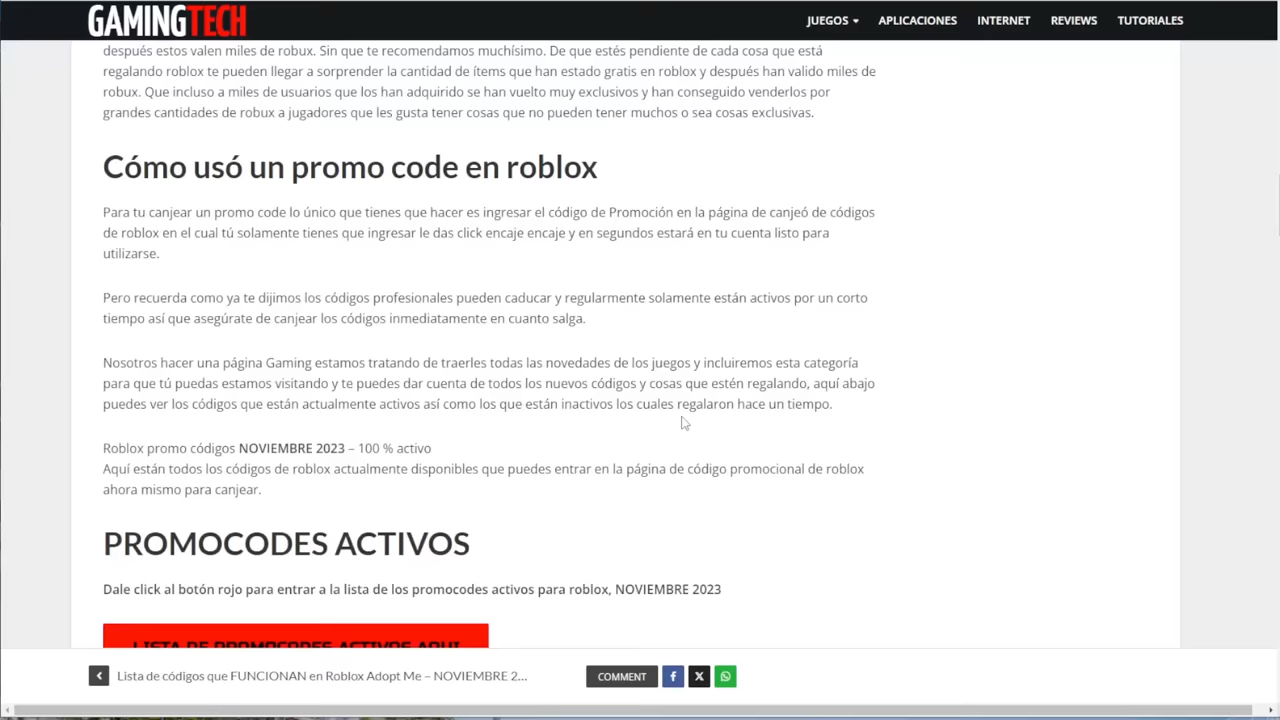 GAMINGTECH
JUEGOS APLICACIONES INTERNET REVIEWS TUTORIALES
después estos valen miles de robux. Sin que te recomendamos muchísimo. De que estés pendiente de cada cosa que está
regalando roblox te pueden llegar a sorprender la cantidad de ítems que han estado gratis en roblox y después han valido miles de
robux. Que incluso a miles de usuarios que los han adquirido se han vuelto muy exclusivos y han conseguido venderlos por
grandes cantidades de robux a jugadores que les gusta tener cosas que no pueden tener muchos o sea cosas exclusivas.
Cómo usó un promo code en roblox
Para tu canjear un promo code lo único que tienes que hacer es ingresar el código de Promoción en la página de canjeó de códigos
de roblox en el cual tú solamente tienes que ingresar le das click encaje encaje y en segundos estará en tu cuenta listo para
utilizarse.
Pero recuerda como ya te dijimos los códigos profesionales pueden caducar y regularmente solamente están activos por un corto
tiempo así que asegúrate de canjear los códigos inmediatamente en cuanto salga.
Nosotros hacer una página Gaming estamos tratando de traerles todas las novedades de los juegos y incluiremos esta categoría
para que tú puedas estamos visitando y te puedes dar cuenta de todos los nuevos códigos y cosas que estén regalando, aquí abajo
puedes ver los códigos que están actualmente activos así como los que están inactivos los cuales regalaron hace un tiempo.
Roblox promo códigos NOVIEMBRE 2023 – 100 % activo
Aquí están todos los códigos de roblox actualmente disponibles que puedes entrar en la página de código promocional de roblox
ahora mismo para canjear.
PROMOCODES ACTIVOS
Dale click al botón rojo para entrar a la lista de los promocodes activos para roblox, NOVIEMBRE 2023
LISTA DE PROMOCODES ACTIVOS AQUI
Lista de códigos que FUNCIONAN en Roblox Adopt Me – NOVIEMBRE 2...
COMMENT